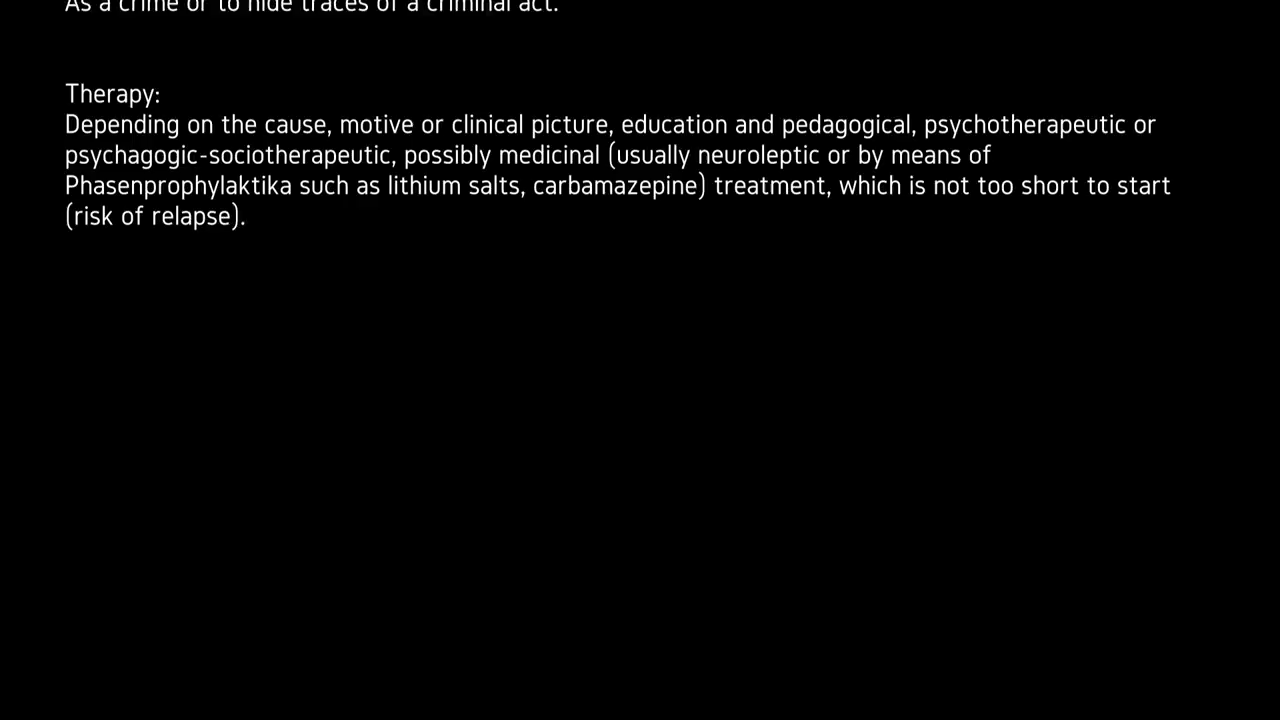 As a crime or to hide traces of a criminal act.
Therapy:
Depending on the cause, motive or clinical picture, education and pedagogical, psychotherapeutic or
psychagogic-sociotherapeutic, possibly medicinal (usually neuroleptic or by means of
Phasenprophylaktika such as lithium salts, carbamazepine) treatment, which is not too short to start
(risk of relapse).